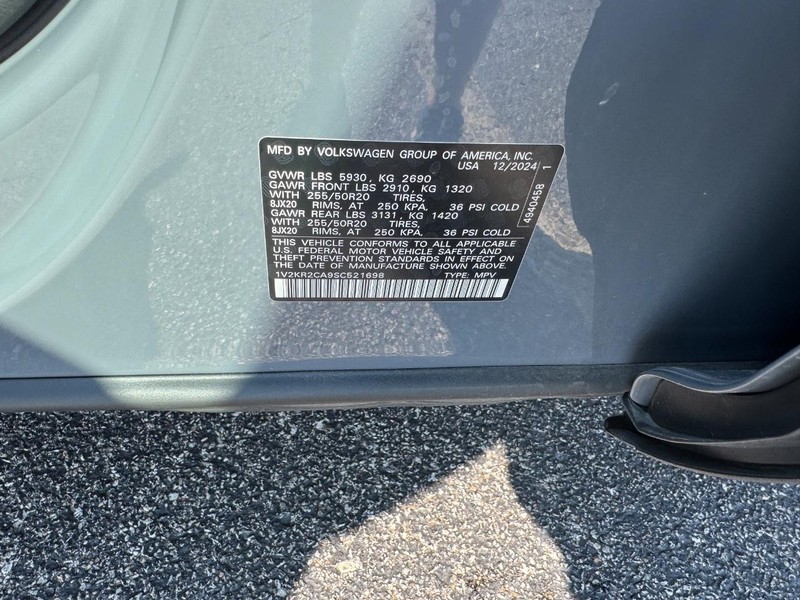 MFD BY VOLKSWAGEN GROUP OF AMERICA, INC.
USA 12/2024
GVWR LBS 5930, KG 2690
GAWR FRONT LBS 2910, KG 1320
WITH 255/50R20 TIRES,
8JX20 RIMS, AT 250 KPA, 36 PSI COLD
GAWR REAR LBS 3131, KG 1420
WITH 255/50R20 TIRES,
8JX20 RIMS, AT 250 KPA, 36 PSI COLD
THIS VEHICLE CONFORMS TO ALL APPLICABLE
U.S. FEDERAL MOTOR VEHICLE SAFETY AND
THEFT PREVENTION STANDARDS IN EFFECT ON
THE DATE OF MANUFACTURE SHOWN ABOVE.
1V2KR2CA9SC521698 TYPE: MPV
4940458 1